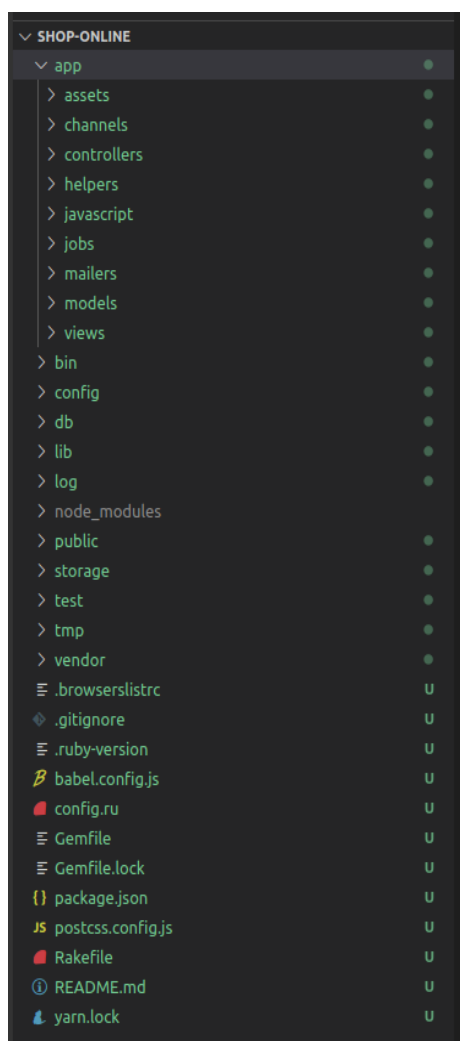 SHOP-ONLINE
app
assets
channels
controllers
helpers
javascript
jobs
mailers
models
views
bin
config
db
lib
log
node_modules
public
storage
test
tmp
vendor
.browserslistrc U
.gitignore U
.ruby-version U
babel.config.js U
config.ru U
Gemfile U
Gemfile.lock U
{} package.json U
JS postcss.config.js U
Rakefile U
README.md U
yarn.lock U